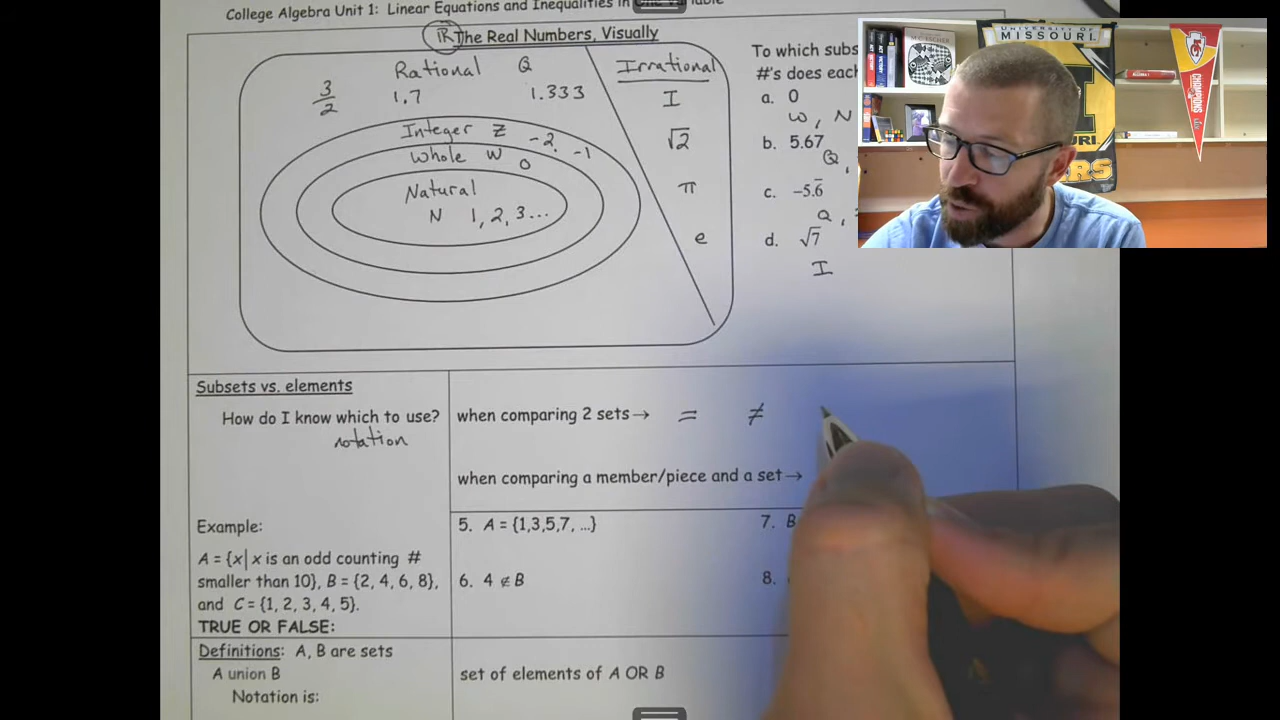 College Algebra Unit 1: Linear Equations and Inequalities in
ℝ The Real Numbers, Visually
Rational Q
3/2 1.7 1.333
Integer Z -2, -1
Whole W 0
Natural
N 1, 2, 3...
Irrational
I
√2
π
e
To which subs
#'s does each
a. 0
W, N
b. 5.67
Q,
c. -5.6̅
Q,
d. √7
I
UNIVERSITY OF
MISSOURI
M.C. ESCHER
CHAMPIONS
Subsets vs. elements
How do I know which to use?
notation
when comparing 2 sets→ = ≠
when comparing a member/piece and a set→
Example:
A = {x| x is an odd counting #
smaller than 10}, B = {2, 4, 6, 8},
and C = {1, 2, 3, 4, 5}.
TRUE OR FALSE:
5. A = {1,3,5,7, ...}
6. 4 ∉ B
7. B
8.
Definitions: A, B are sets
A union B
Notation is:
set of elements of A OR B